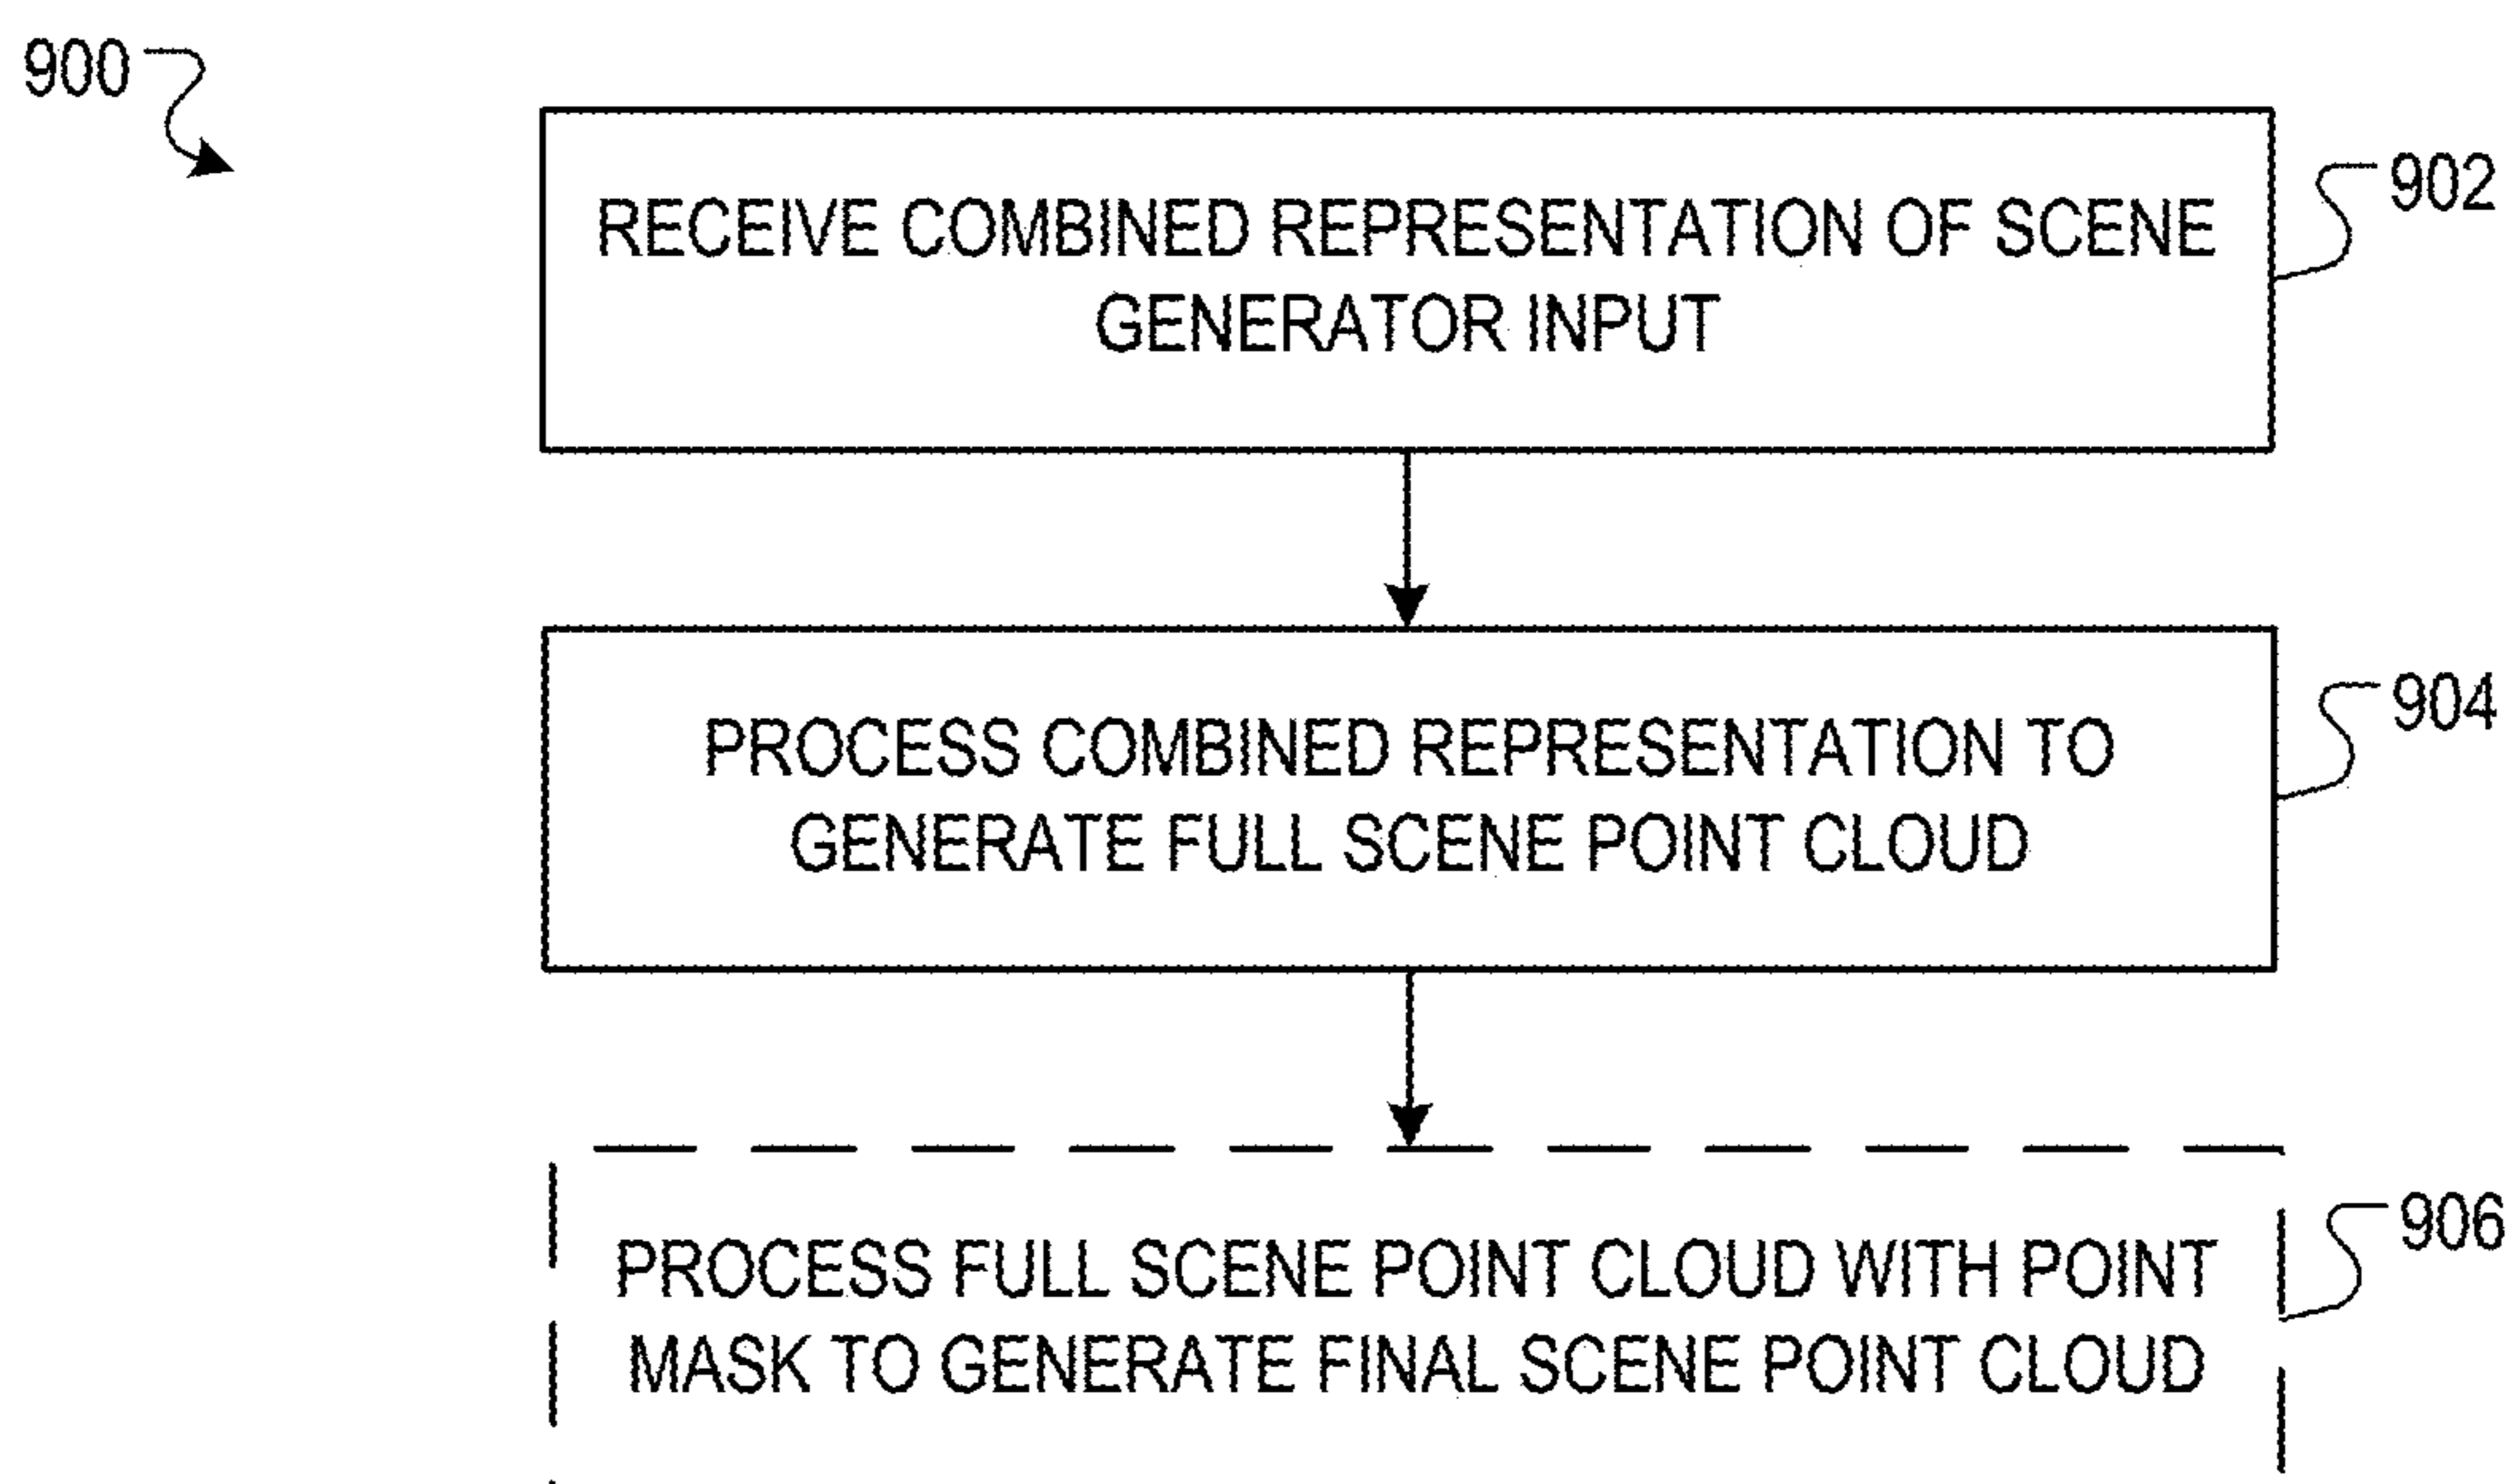 900
RECEIVE COMBINED REPRESENTATION OF SCENE
GENERATOR INPUT
902
PROCESS COMBINED REPRESENTATION TO
GENERATE FULL SCENE POINT CLOUD
904
PROCESS FULL SCENE POINT CLOUD WITH POINT
MASK TO GENERATE FINAL SCENE POINT CLOUD
906